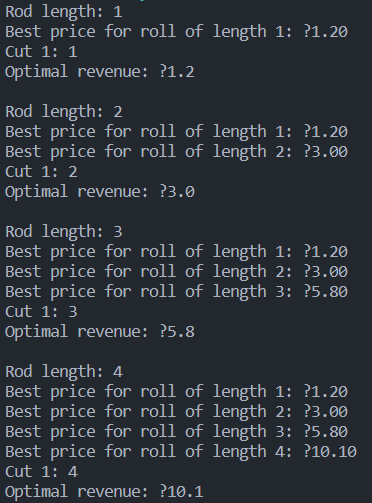 Rod length: 1
Best price for roll of length 1: ?1.20
Cut 1: 1
Optimal revenue: ?1.2
Rod length: 2
Best price for roll of length 1: ?1.20
Best price for roll of length 2: ?3.00
Cut 1: 2
Optimal revenue: ?3.0
Rod length: 3
Best price for roll of length 1: ?1.20
Best price for roll of length 2: ?3.00
Best price for roll of length 3: ?5.80
Cut 1: 3
Optimal revenue: ?5.8
Rod length: 4
Best price for roll of length 1: ?1.20
Best price for roll of length 2: ?3.00
Best price for roll of length 3: ?5.80
Best price for roll of length 4: ?10.10
Cut 1: 4
Optimal revenue: ?10.1